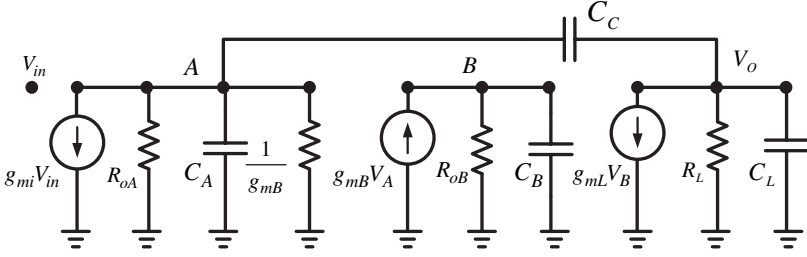 C_C
V_in A B V_O
g_mi V_in R_oA C_A 1/g_mB g_mB V_A R_oB C_B g_mL V_B R_L C_L